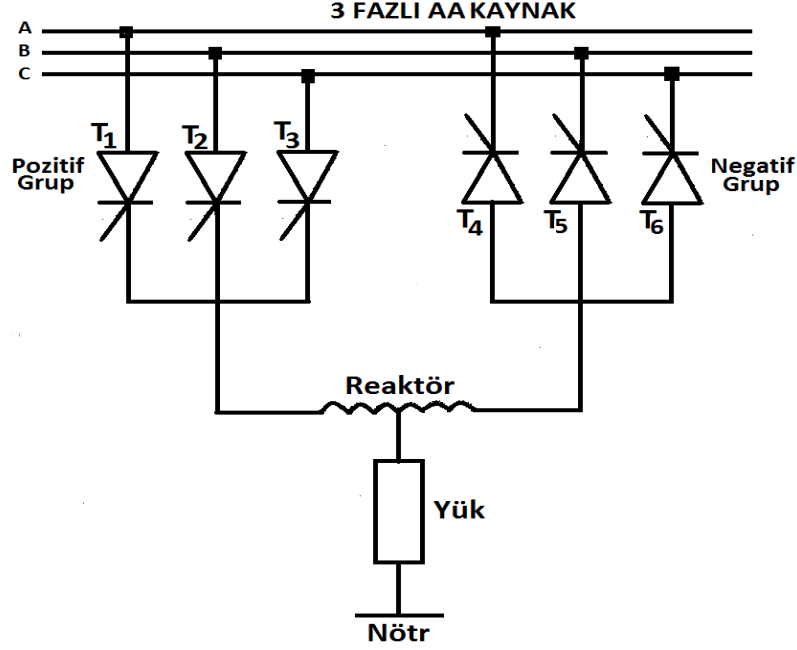 3 FAZLI AA KAYNAK
A
B
C
T1
T2
T3
Pozitif
Grup
Negatif
Grup
T4
T5
T6
Reaktör
Yük
Nötr